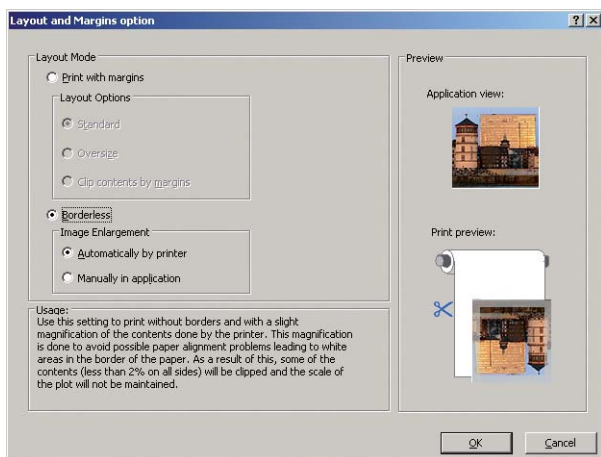 Layout and Margins option
Layout Mode
Print with margins
Layout Options
Standard
Oversize
Clip contents by margins
Borderless
Image Enlargement
Automatically by printer
Manually in application
Usage:
Use this setting to print without borders and with a slight
magnification of the contents done by the printer. This magnification
is done to avoid possible paper alignment problems leading to white
areas in the border of the paper. As a result of this, some of the
contents (less than 2% on all sides) will be clipped and the scale of
the plot will not be maintained.
Preview
Application view:
Print preview:
OK
Cancel